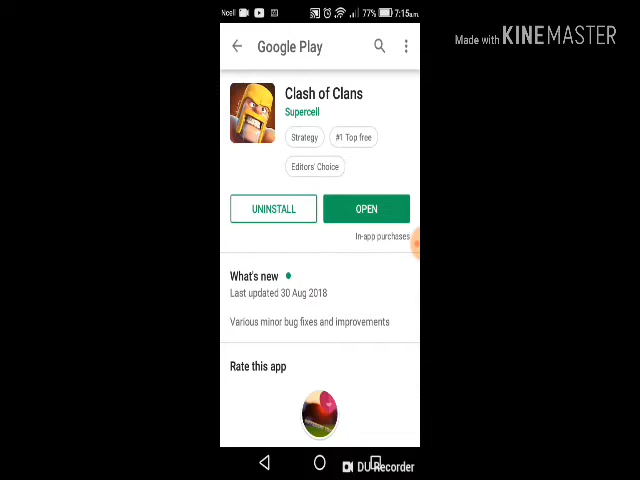 Ncell 77% 7:15a.m.
Made with KINEMASTER
Google Play
Clash of Clans
Supercell
Strategy #1 Top free
Editors' Choice
UNINSTALL OPEN
In-app purchases
What's new
Last updated 30 Aug 2018
Various minor bug fixes and improvements
Rate this app
DU Recorder